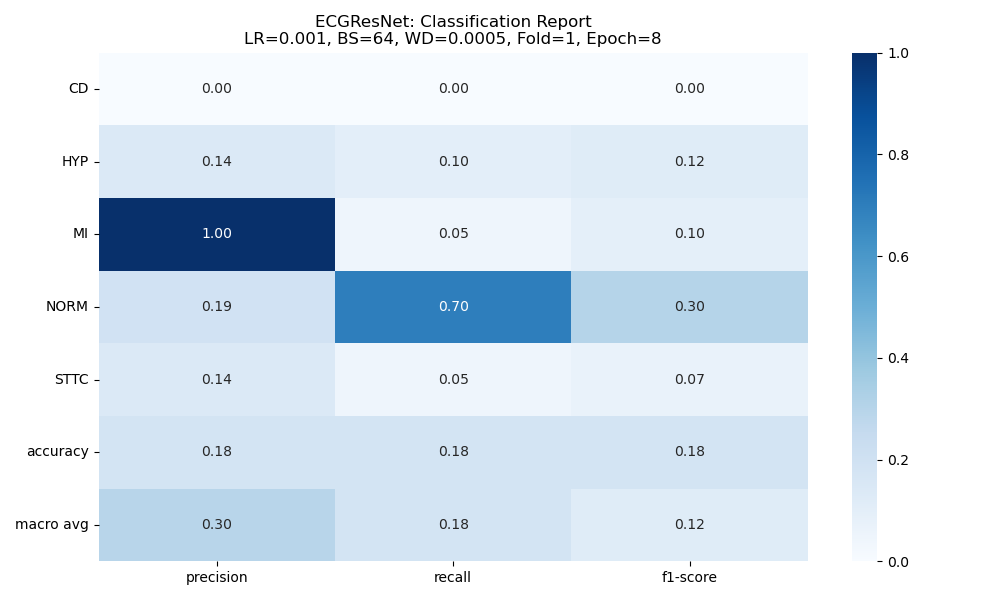 ECGResNet: Classification Report
LR=0.001, BS=64, WD=0.0005, Fold=1, Epoch=8
CD 0.00 0.00 0.00
HYP 0.14 0.10 0.12
MI 1.00 0.05 0.10
NORM 0.19 0.70 0.30
STTC 0.14 0.05 0.07
accuracy 0.18 0.18 0.18
macro avg 0.30 0.18 0.12
precision recall f1-score
1.0
0.8
0.6
0.4
0.2
0.0